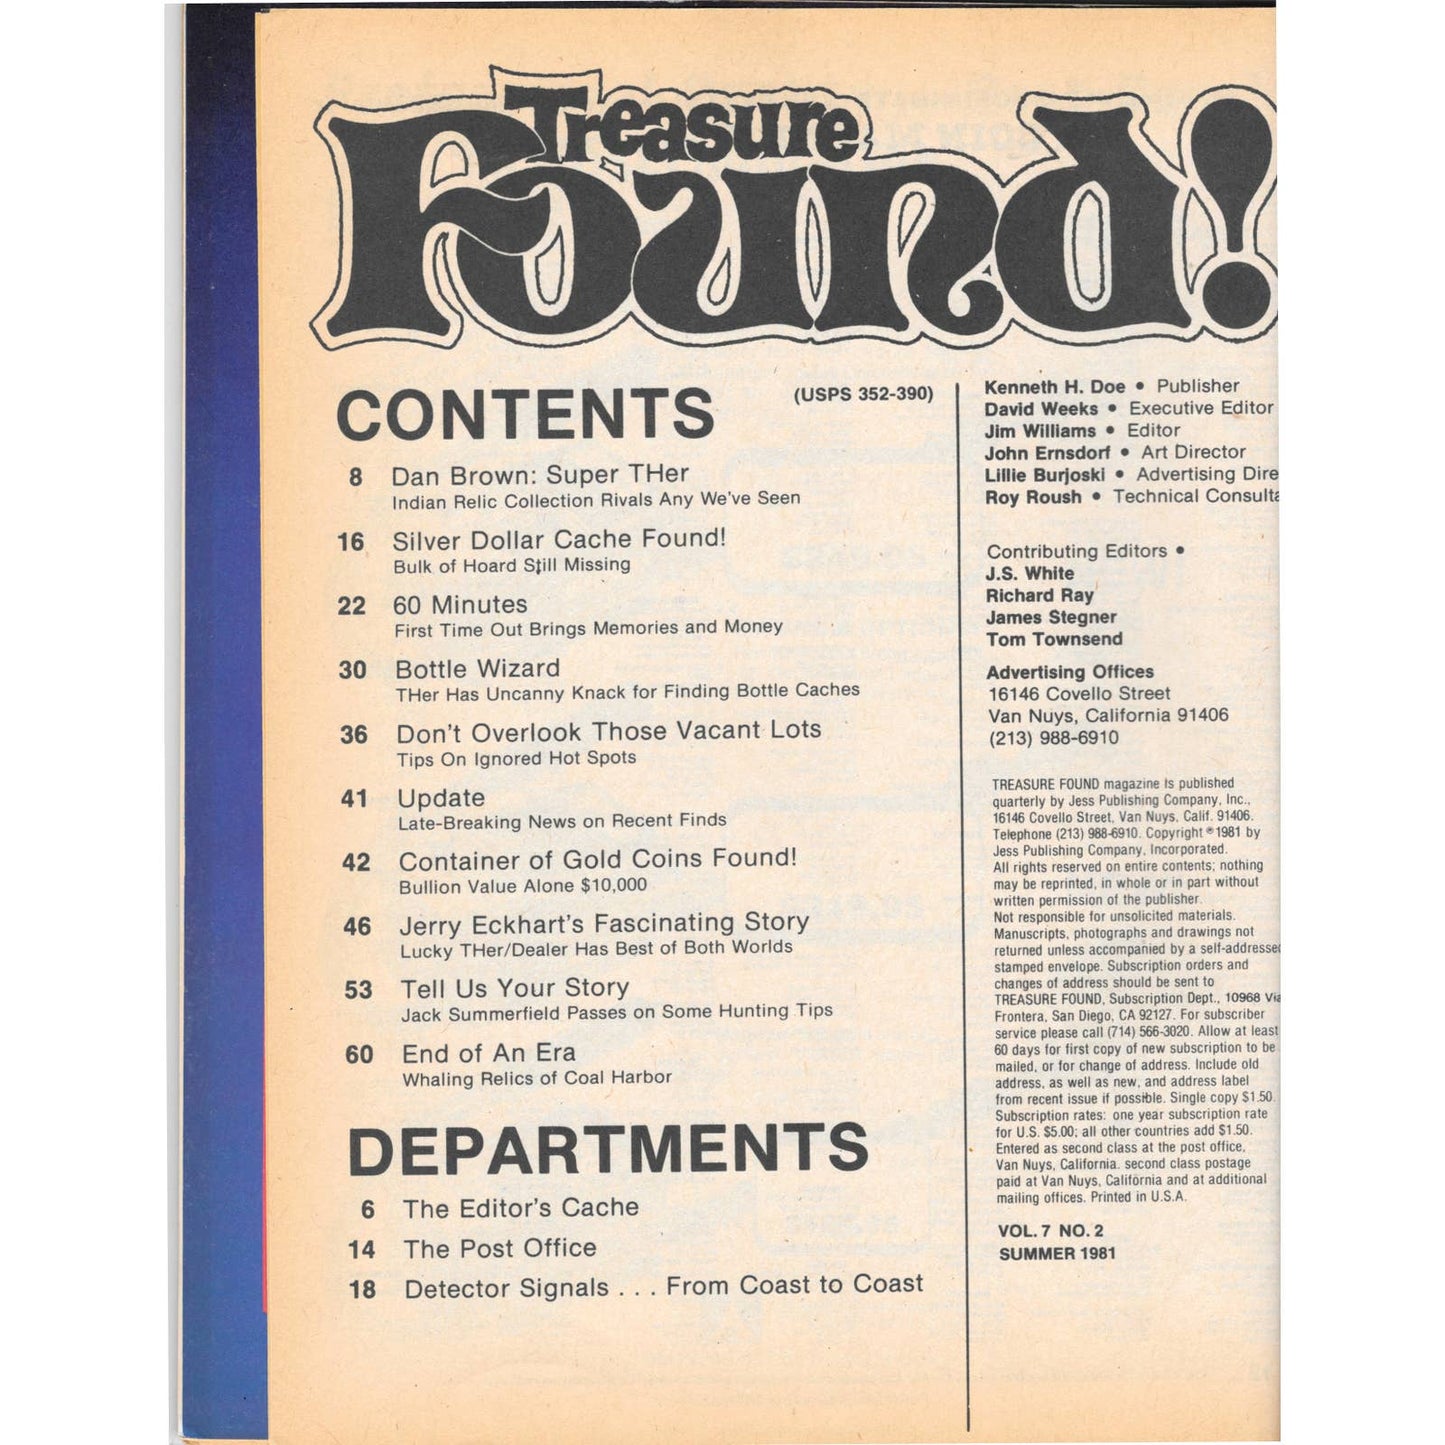 Treasure
Found!
CONTENTS
(USPS 352-390)
8 Dan Brown: Super THer
Indian Relic Collection Rivals Any We've Seen
16 Silver Dollar Cache Found!
Bulk of Hoard Still Missing
22 60 Minutes
First Time Out Brings Memories and Money
30 Bottle Wizard
THer Has Uncanny Knack for Finding Bottle Caches
36 Don't Overlook Those Vacant Lots
Tips On Ignored Hot Spots
41 Update
Late-Breaking News on Recent Finds
42 Container of Gold Coins Found!
Bullion Value Alone $10,000
46 Jerry Eckhart's Fascinating Story
Lucky THer/Dealer Has Best of Both Worlds
53 Tell Us Your Story
Jack Summerfield Passes on Some Hunting Tips
60 End of An Era
Whaling Relics of Coal Harbor
DEPARTMENTS
6 The Editor's Cache
14 The Post Office
18 Detector Signals . . . From Coast to Coast
Kenneth H. Doe • Publisher
David Weeks • Executive Editor
Jim Williams • Editor
John Ernsdorf • Art Director
Lillie Burjoski • Advertising Dire
Roy Roush • Technical Consulta
Contributing Editors •
J.S. White
Richard Ray
James Stegner
Tom Townsend
Advertising Offices
16146 Covello Street
Van Nuys, California 91406
(213) 988-6910
TREASURE FOUND magazine is published
quarterly by Jess Publishing Company, Inc.,
16146 Covello Street, Van Nuys, Calif. 91406.
Telephone (213) 988-6910. Copyright ©1981 by
Jess Publishing Company, Incorporated.
All rights reserved on entire contents; nothing
may be reprinted, in whole or in part without
written permission of the publisher.
Not responsible for unsolicited materials.
Manuscripts, photographs and drawings not
returned unless accompanied by a self-addressed
stamped envelope. Subscription orders and
changes of address should be sent to
TREASURE FOUND, Subscription Dept., 10968 Via
Frontera, San Diego, CA 92127. For subscriber
service please call (714) 566-3020. Allow at least
60 days for first copy of new subscription to be
mailed, or for change of address. Include old
address, as well as new, and address label
from recent issue if possible. Single copy $1.50.
Subscription rates: one year subscription rate
for U.S. $5.00; all other countries add $1.50.
Entered as second class at the post office,
Van Nuys, California. second class postage
paid at Van Nuys, California and at additional
mailing offices. Printed in U.S.A.
VOL. 7 NO. 2
SUMMER 1981